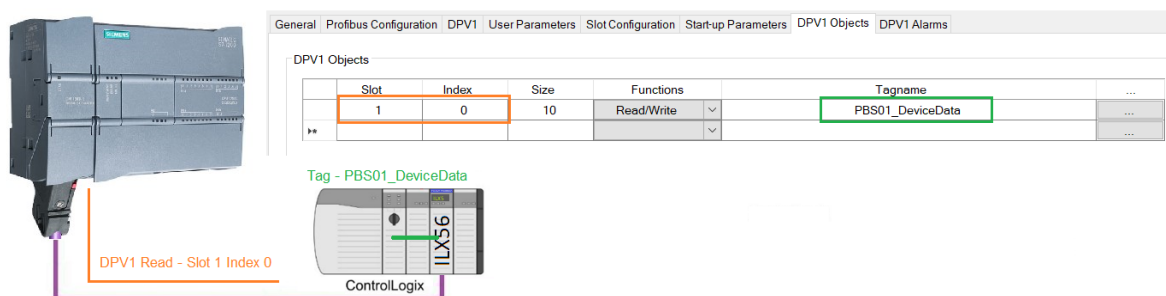 General Profibus Configuration DPV1 User Parameters Slot Configuration Start-up Parameters DPV1 Objects DPV1 Alarms
DPV1 Objects
Slot Index Size Functions Tagname ...
1 0 10 Read/Write PBS01_DeviceData ...
...
SIEMENS
Tag - PBS01_DeviceData
ILX56
DPV1 Read - Slot 1 Index 0
ControlLogix